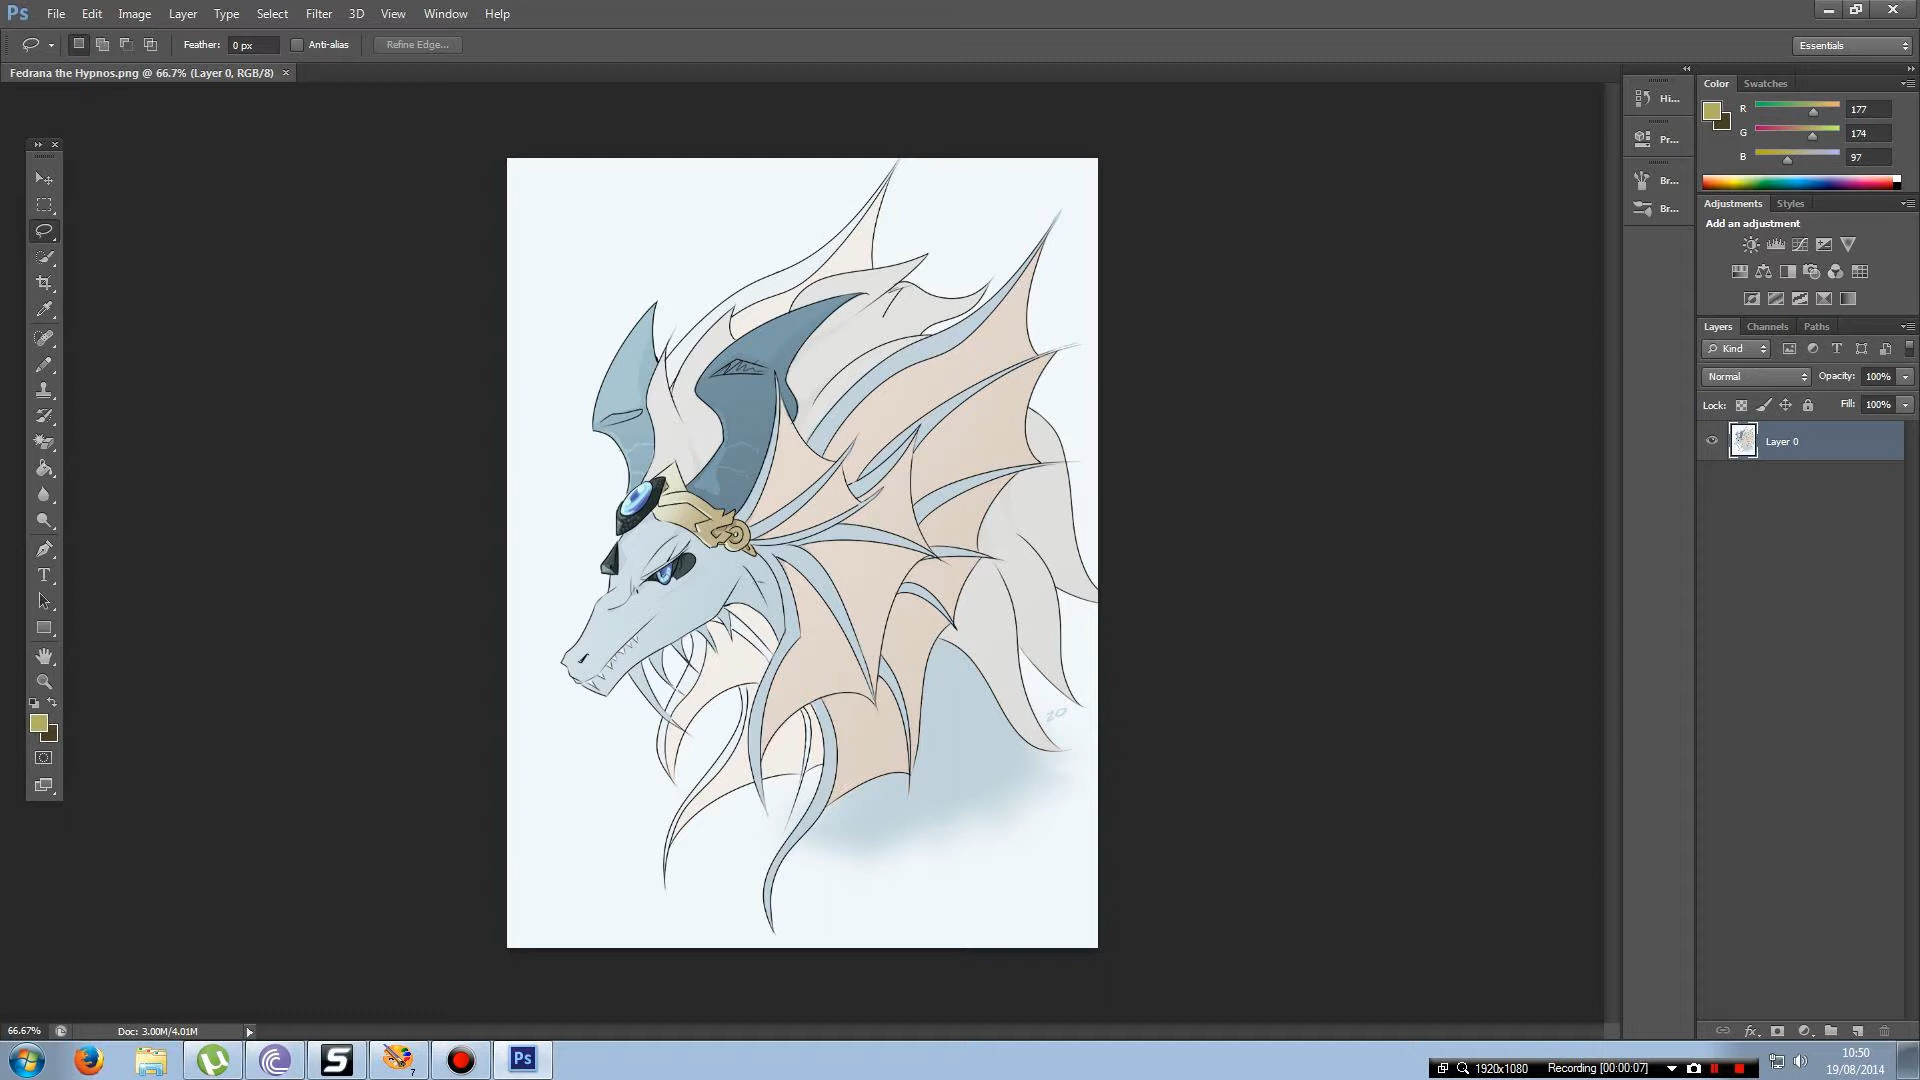 Ps File Edit Image Layer Type Select Filter 3D View Window Help
Feather: 0 px Anti-alias Refine Edge... Essentials
Fedrana the Hypnos.png @ 66.7% (Layer 0, RGB/8) ×
Hi...
Pr...
Br...
Br...
Color Swatches
R 177
G 174
B 97
Adjustments Styles
Add an adjustment
Layers Channels Paths
Kind
Normal Opacity: 100%
Lock: Fill: 100%
Layer 0
20
66.67% Doc: 3.00M/4.01M
7
Ps
1920x1080 Recording [00:00:07]
10:50
19/08/2014